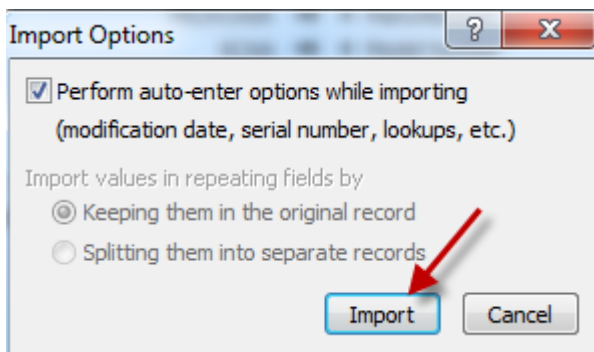 Import Options
?
Perform auto-enter options while importing
(modification date, serial number, lookups, etc.)
Import values in repeating fields by
Keeping them in the original record
Splitting them into separate records
Import Cancel